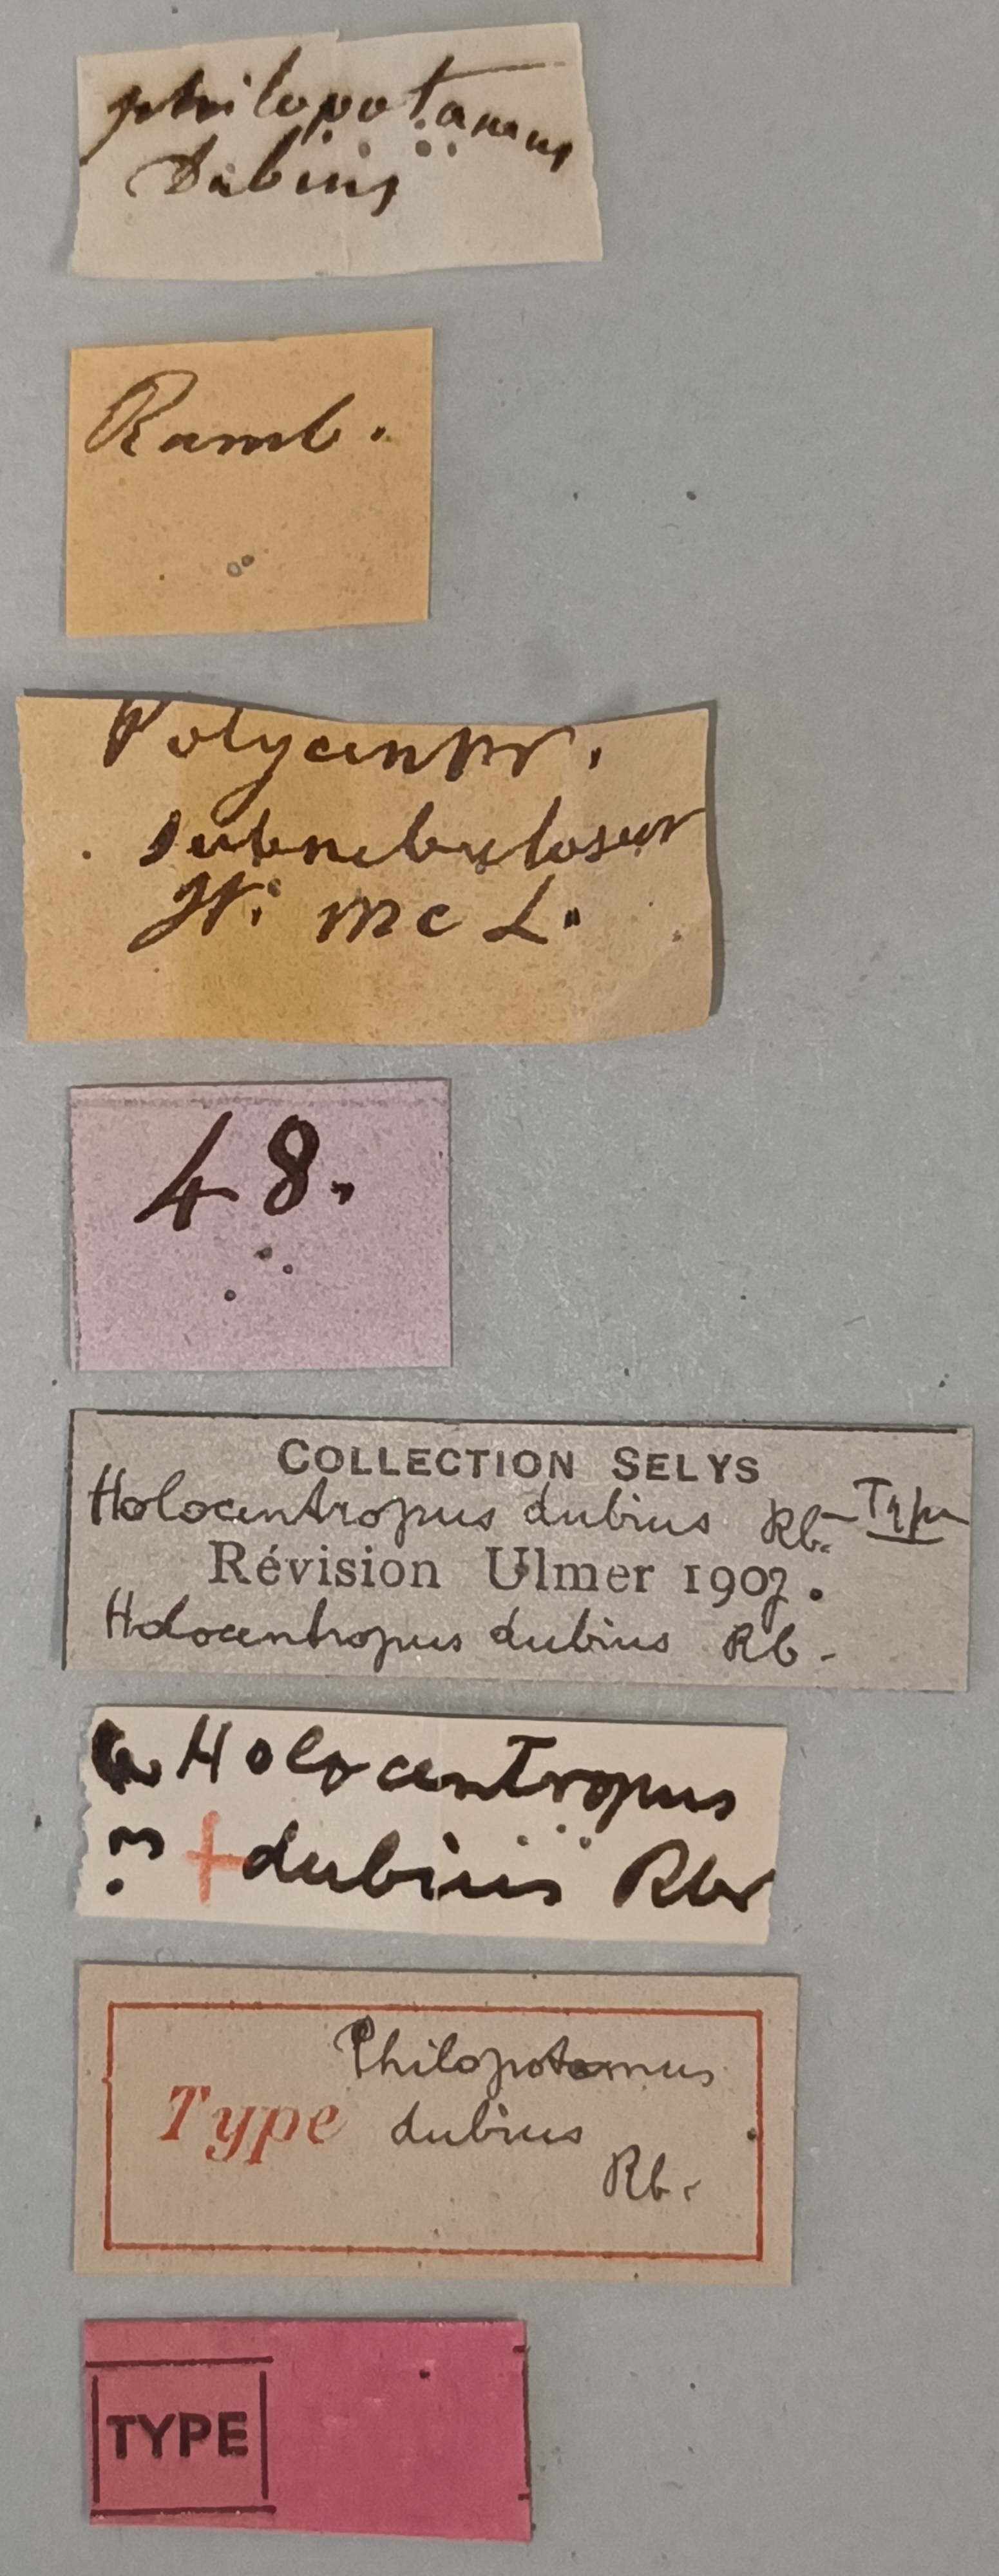 philopotamus
Dubius
Ramb.
Polycentr.
subnebulosus
W. Mc L.
48.
COLLECTION SELYS
Holocentropus dubius Rb. - Type
Révision Ulmer 1907.
Holocentropus dubius Rb.
Holocentropus
? + dubius Rbr
Philopotamus
Type dubius
Rb.
TYPE